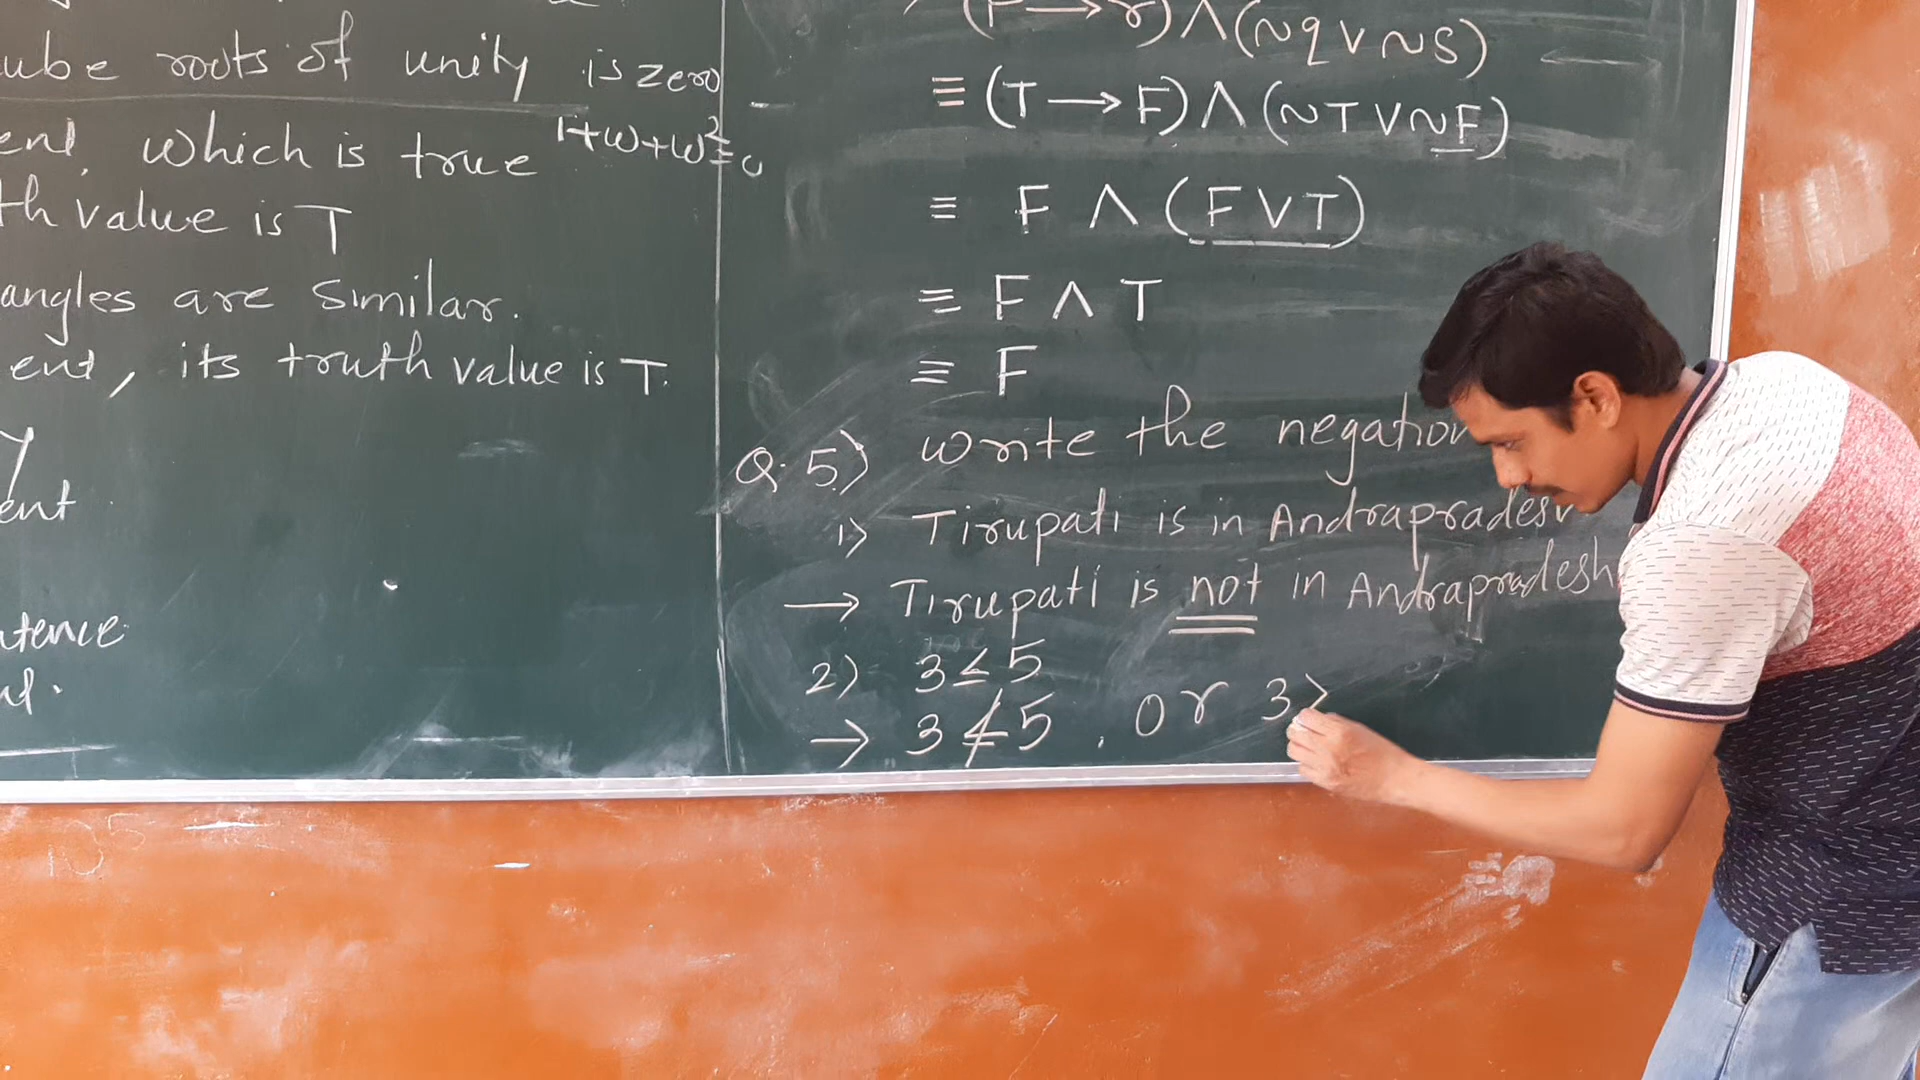 ube roots of unity is zero
1+ω+ω²=0
ent, which is true
th value is T
angles are similar.
ent, its truth value is T.
y
ent
ntence
(P→r)∧(~q∨~s)
≡ (T→F)∧(~T∨~F)
≡ F∧(F∨T)
≡ F∧T
≡ F
Q.5) Write the negation
1) Tirupati is in Andrapradesh
→ Tirupati is not in Andrapradesh
2) 3≤5
→ 3≰5, or 3>